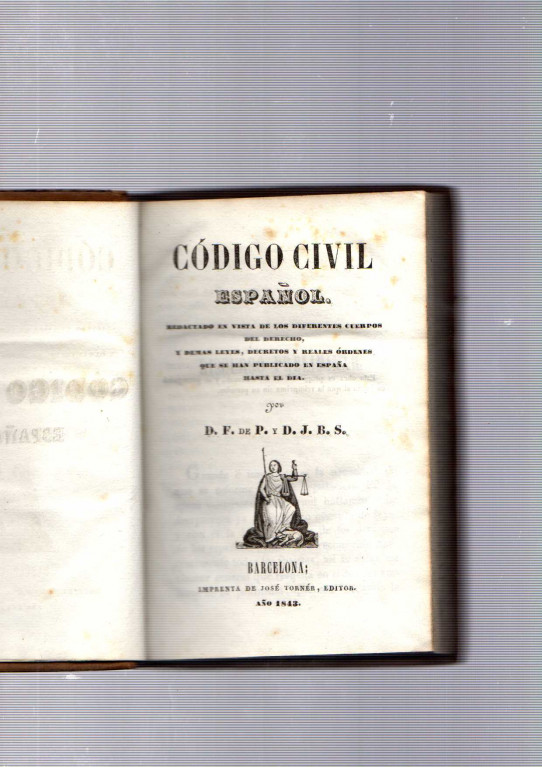 CÓDIGO CIVIL
ESPAÑOL.
REDACTADO EN VISTA DE LOS DIFERENTES CUERPOS
DEL DERECHO,
Y DEMAS LEYES, DECRETOS Y REALES ÓRDENES
QUE SE HAN PUBLICADO EN ESPAÑA
HASTA EL DIA.
por
D. F. DE P. Y D. J. B. S.
BARCELONA:
IMPRENTA DE JOSÉ TORNÉR, EDITOR.
AÑO 1843.